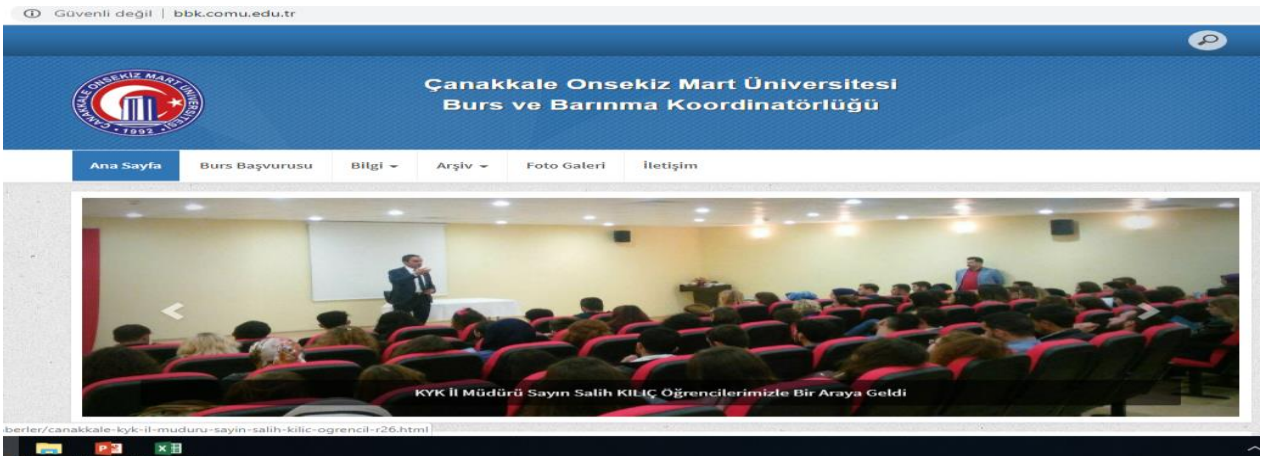 Güvenli değil | bbk.comu.edu.tr
ÇANAKKALE ONSEKİZ MART ÜNİVERSİTESİ
• 1992 •
Çanakkale Onsekiz Mart Üniversitesi
Burs ve Barınma Koordinatörlüğü
Ana Sayfa Burs Başvurusu Bilgi Arşiv Foto Galeri İletişim
KYK İl Müdürü Sayın Salih KILIÇ Öğrencilerimizle Bir Araya Geldi
berler/canakkale-kyk-il-muduru-sayin-salih-kilic-ogrencil-r26.html